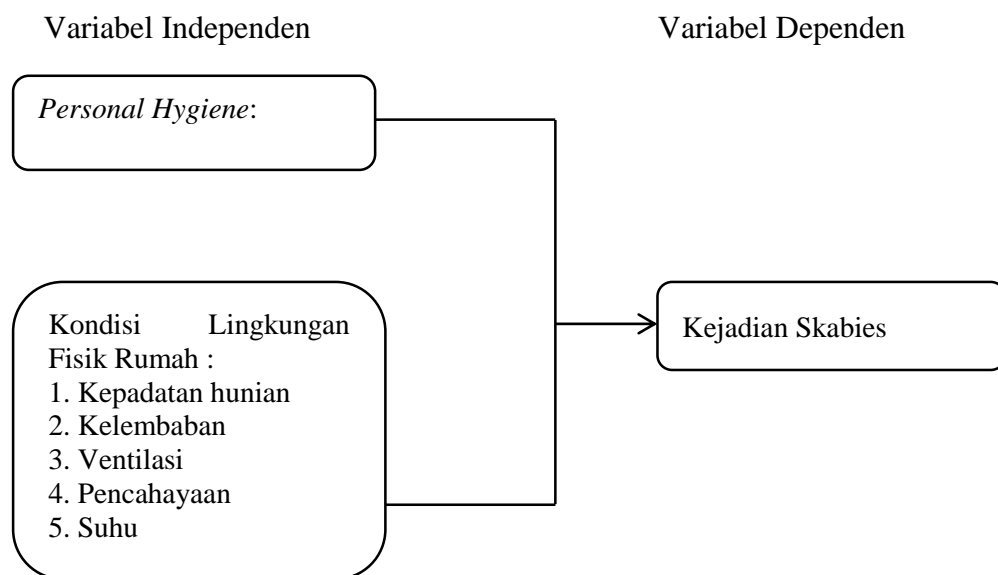 Variabel Independen
Variabel Dependen
Personal Hygiene:
Kondisi Lingkungan
Fisik Rumah :
1. Kepadatan hunian
2. Kelembaban
3. Ventilasi
4. Pencahayaan
5. Suhu
Kejadian Skabies